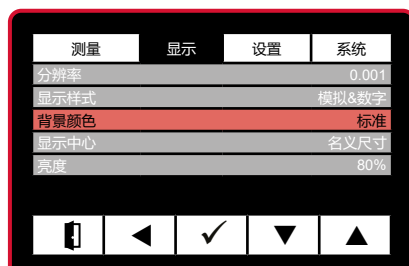 测量 显示 设置 系统
分辨率 0.001
显示样式 模拟&数字
背景颜色 标准
显示中心 名义尺寸
亮度 80%